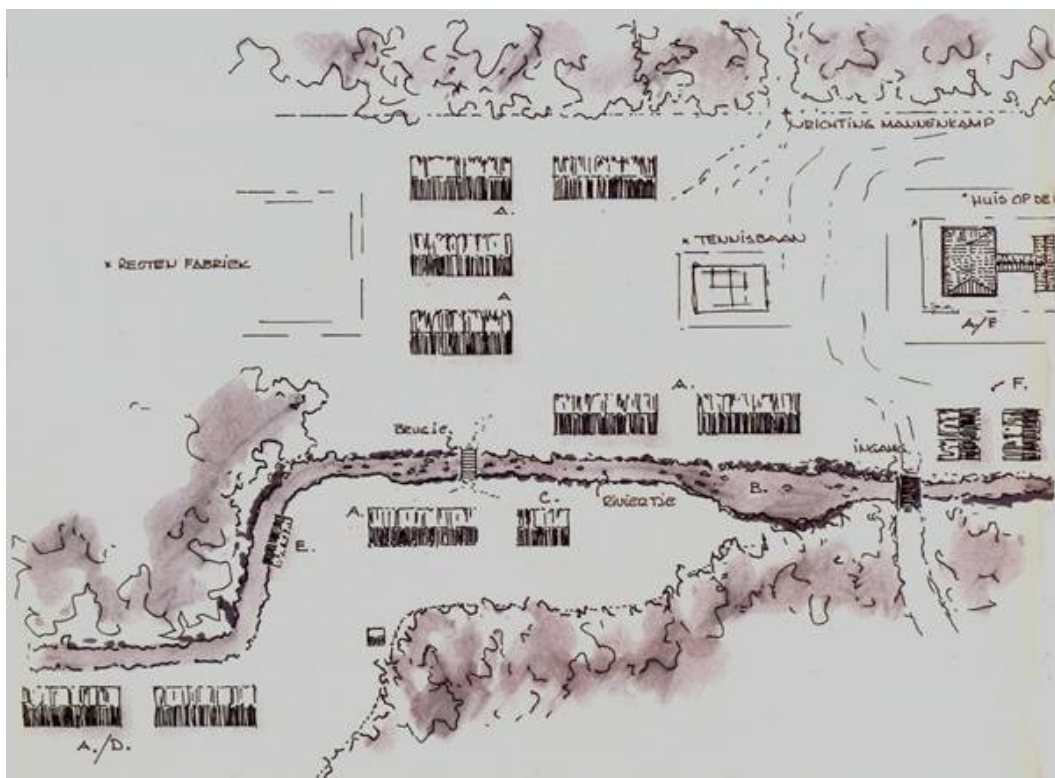 RICHTING MANNENKAMP
* HUIS OP DE
A.
* TENNISBAAN
* RESTEN FABRIEK
A
A/F
A.
F.
BRUGJE.
INGANG
B.
C.
RIVIERTJE
A.
E.
A./D.